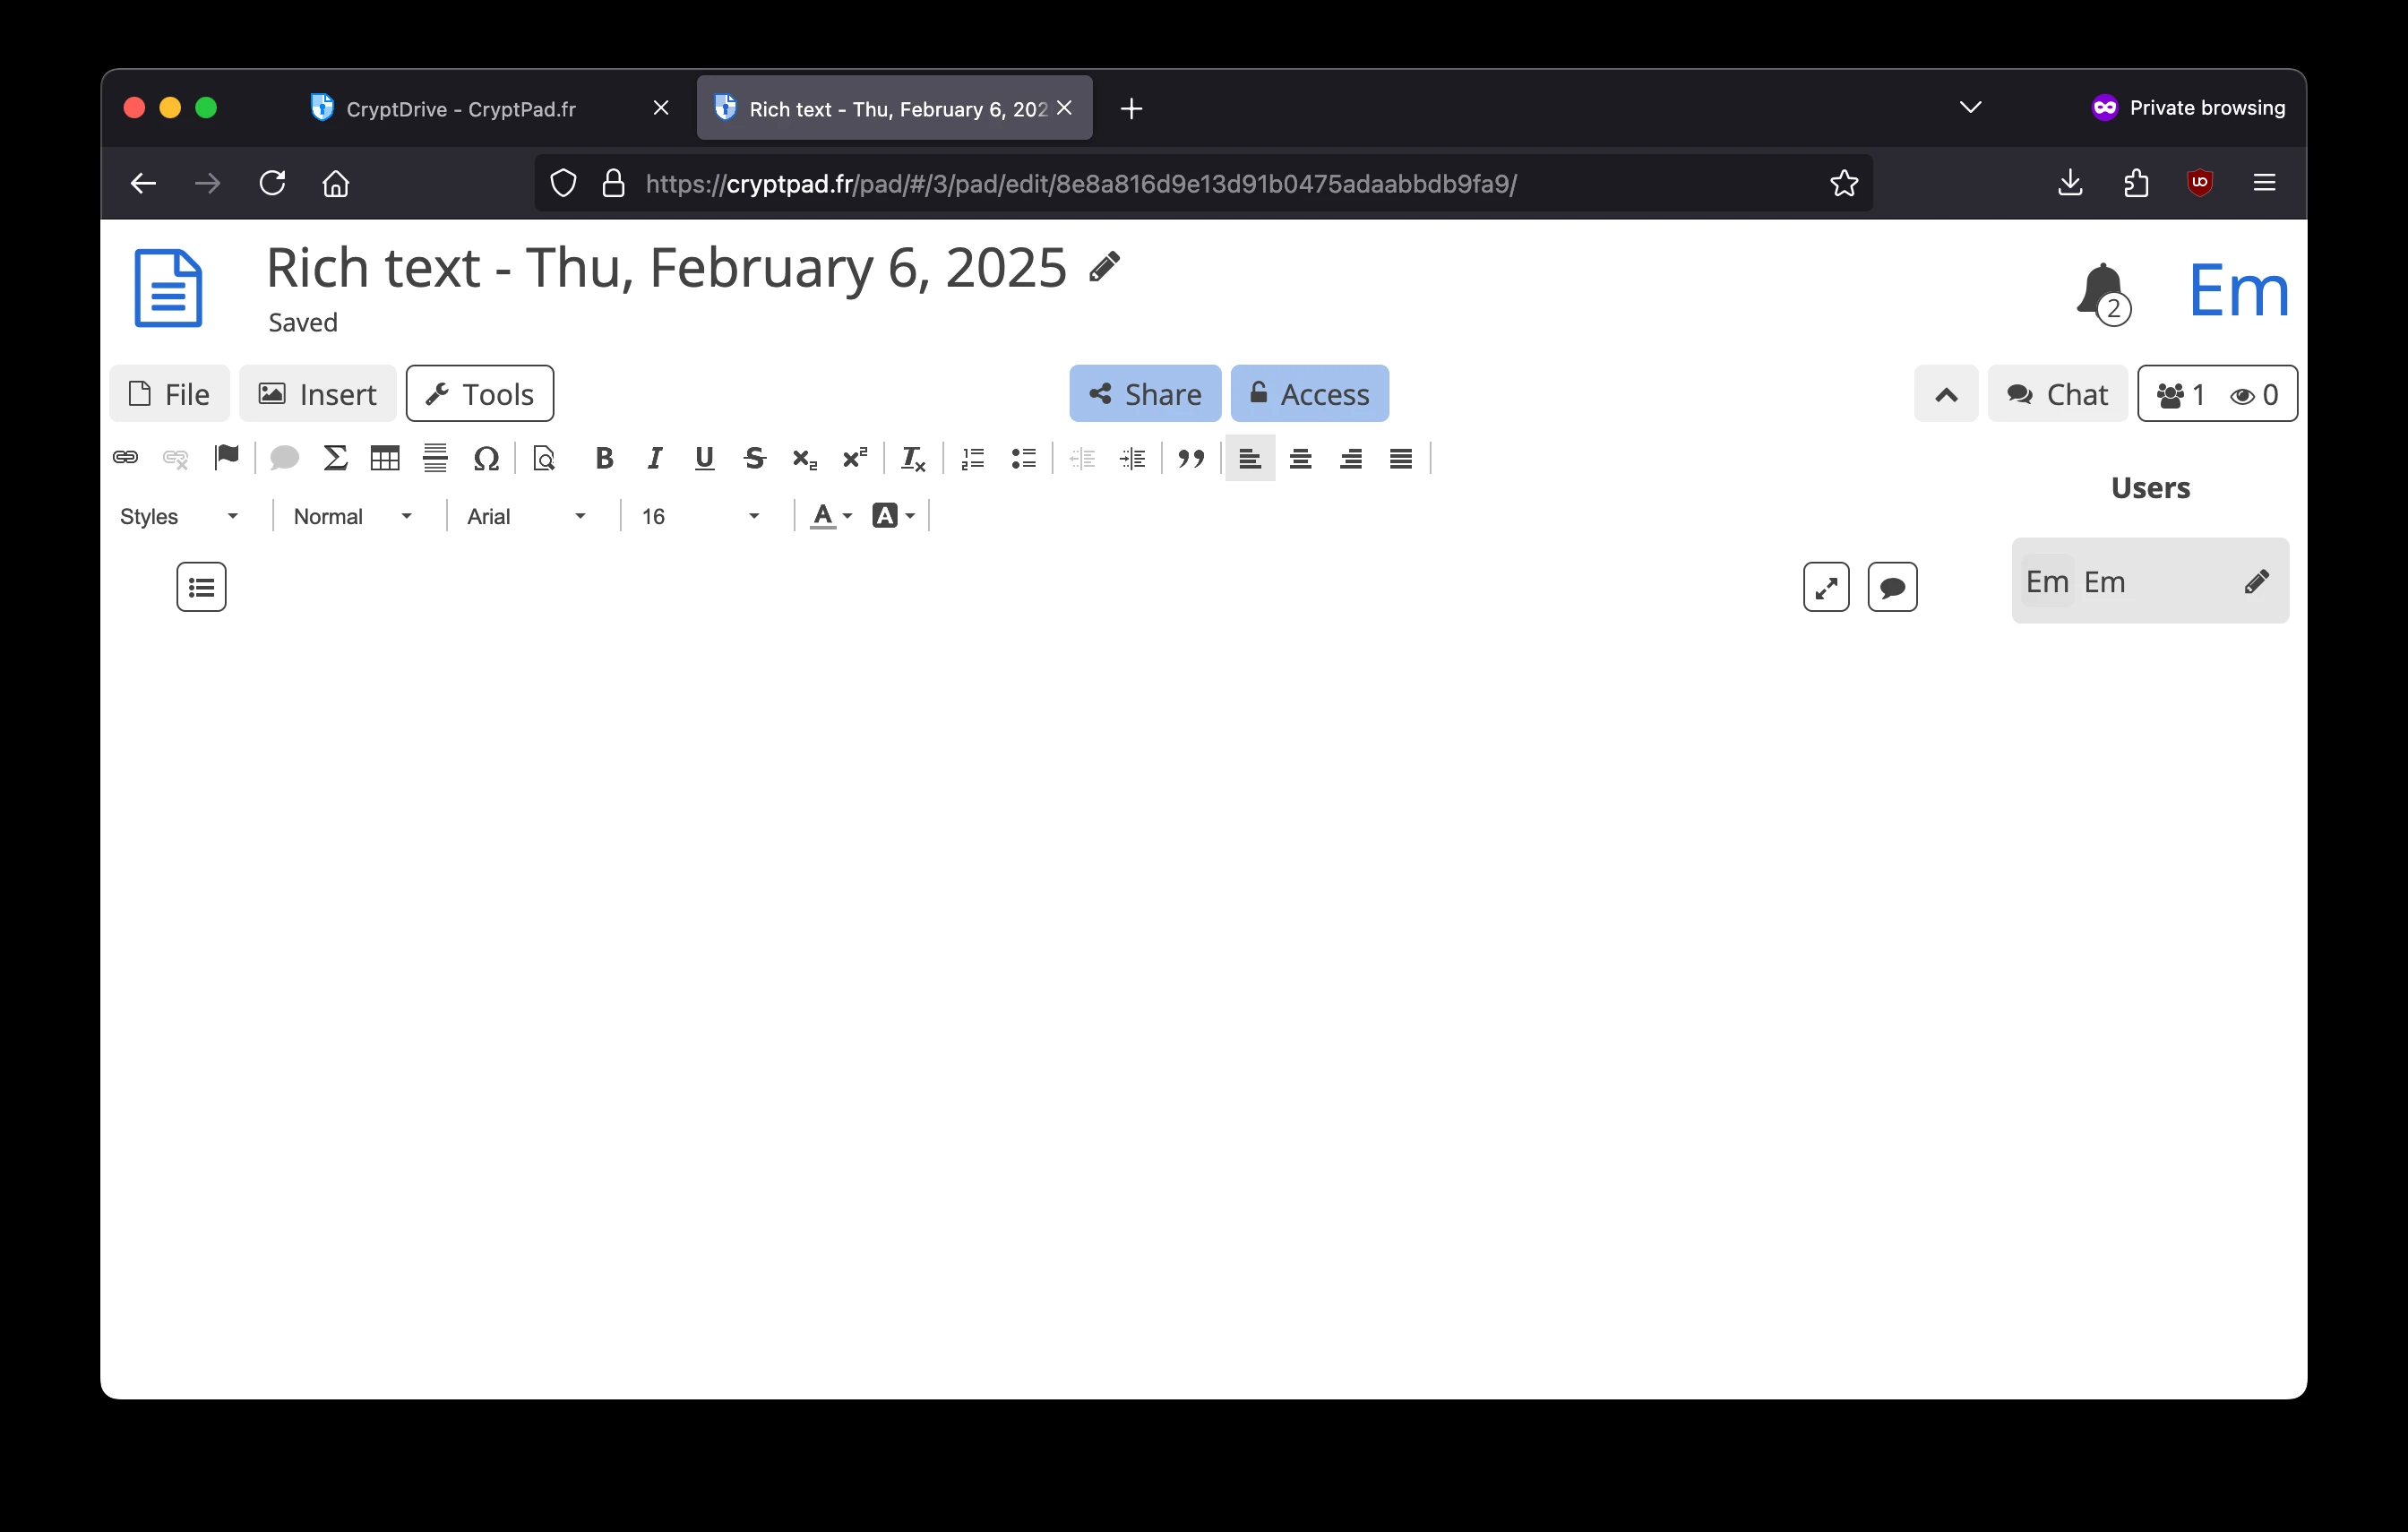 CryptDrive - CryptPad.fr
Rich text - Thu, February 6, 202
Private browsing
https://cryptpad.fr/pad/#/3/pad/edit/8e8a816d9e13d91b0475adaabbdb9fa9/
Rich text - Thu, February 6, 2025
Saved
2
Em
File
Insert
Tools
Share
Access
Chat
1
0
Styles
Normal
Arial
16
Users
Em Em